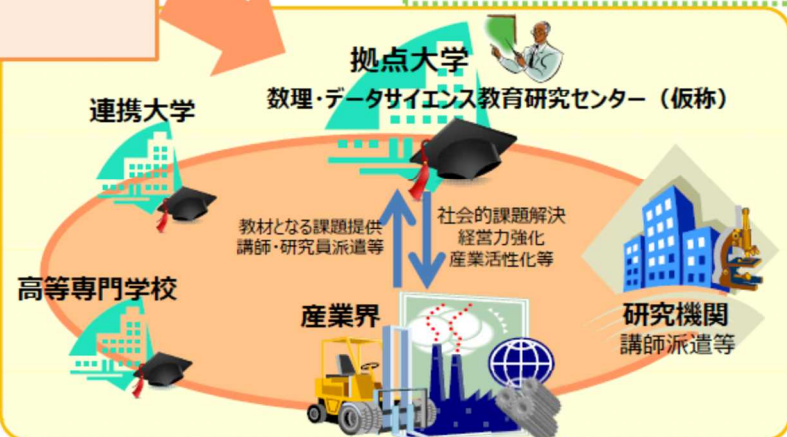 拠点大学
数理・データサイエンス教育研究センター（仮称）
連携大学
教材となる課題提供
講師・研究員派遣等
社会的課題解決
経営力強化
産業活性化等
高等専門学校
産業界
研究機関
講師派遣等